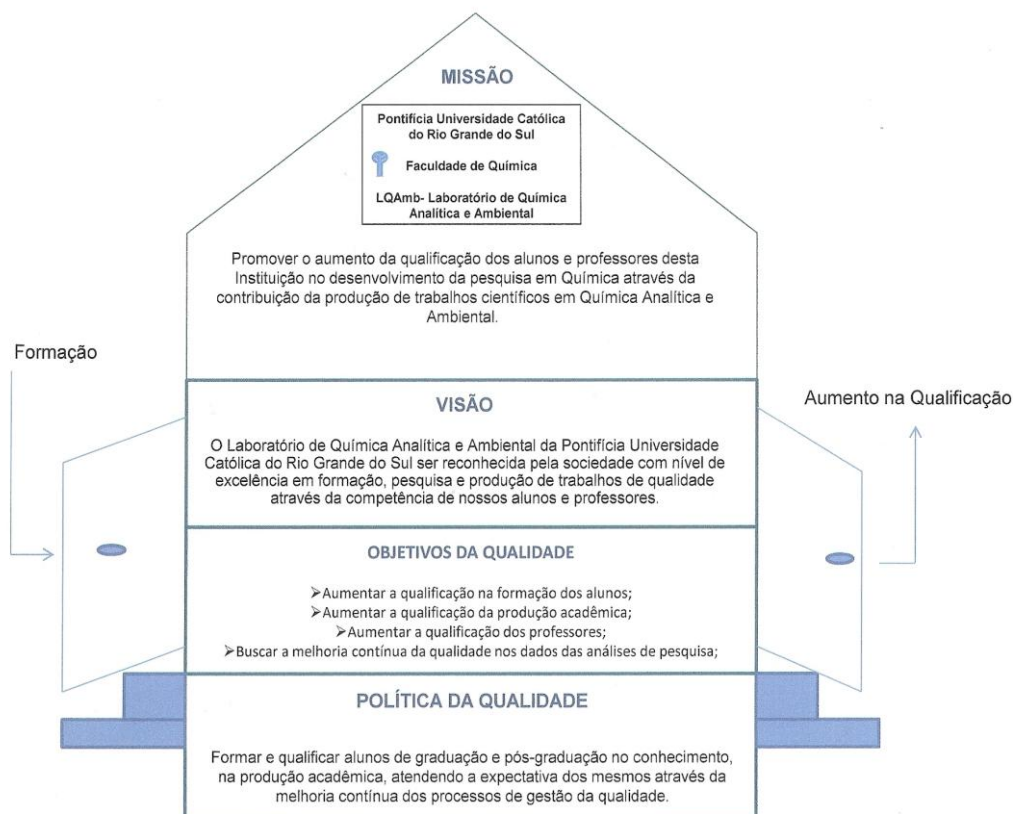 MISSÃO
Pontifícia Universidade Católica
do Rio Grande do Sul
Faculdade de Química
LQAmb- Laboratório de Química
Analítica e Ambiental
Promover o aumento da qualificação dos alunos e professores desta
Instituição no desenvolvimento da pesquisa em Química através da
contribuição da produção de trabalhos científicos em Química Analítica e
Ambiental.
Formação
VISÃO
O Laboratório de Química Analítica e Ambiental da Pontifícia Universidade
Católica do Rio Grande do Sul ser reconhecida pela sociedade com nível de
excelência em formação, pesquisa e produção de trabalhos de qualidade
através da competência de nossos alunos e professores.
Aumento na Qualificação
OBJETIVOS DA QUALIDADE
➢Aumentar a qualificação na formação dos alunos;
➢Aumentar a qualificação da produção acadêmica;
➢Aumentar a qualificação dos professores;
➢Buscar a melhoria contínua da qualidade nos dados das análises de pesquisa;
POLÍTICA DA QUALIDADE
Formar e qualificar alunos de graduação e pós-graduação no conhecimento,
na produção acadêmica, atendendo a expectativa dos mesmos através da
melhoria contínua dos processos de gestão da qualidade.